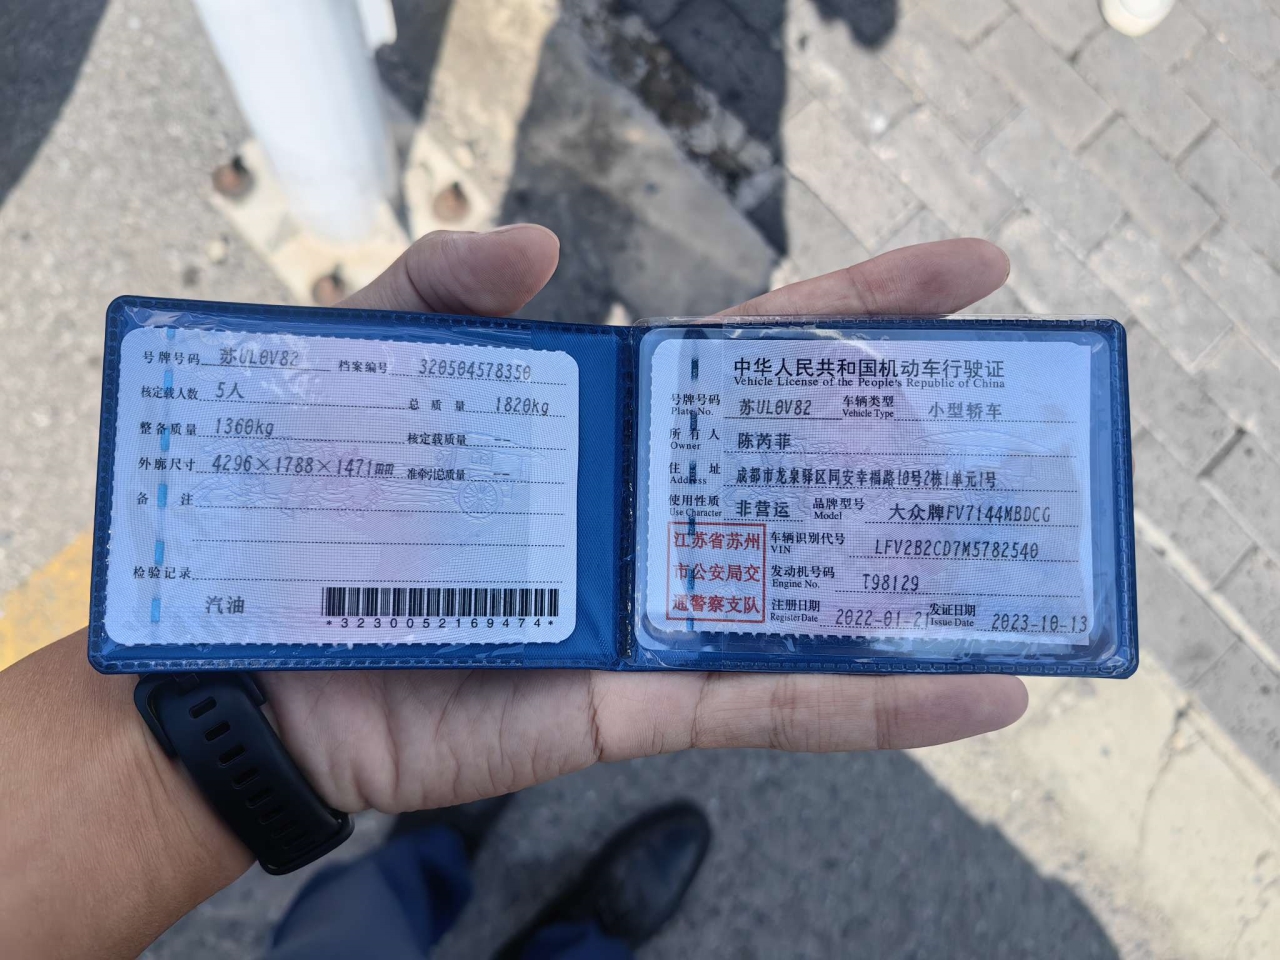 号牌号码 苏UL0V82 档案编号 320504578350
核定载人数 5人 总质量 1820kg
整备质量 1360kg 核定载质量 --
外廓尺寸 4296×1788×1471mm 准牵引总质量 --
备注
检验记录
汽油
*3230052169474*
中华人民共和国机动车行驶证
Vehicle License of the People's Republic of China
号牌号码 苏UL0V82 车辆类型 小型轿车
Plate No. Vehicle Type
所有人 陈芮菲
Owner
住址 成都市龙泉驿区同安幸福路10号2栋1单元1号
Address
使用性质 非营运 品牌型号 大众牌FV7144MBDCG
Use Character Model
江苏省苏州
市公安局交
通警察支队
车辆识别代号 LFV2B2CD7M5782540
VIN
发动机号码 T98129
Engine No.
注册日期 2022-01-21 发证日期 2023-10-13
Register Date Issue Date